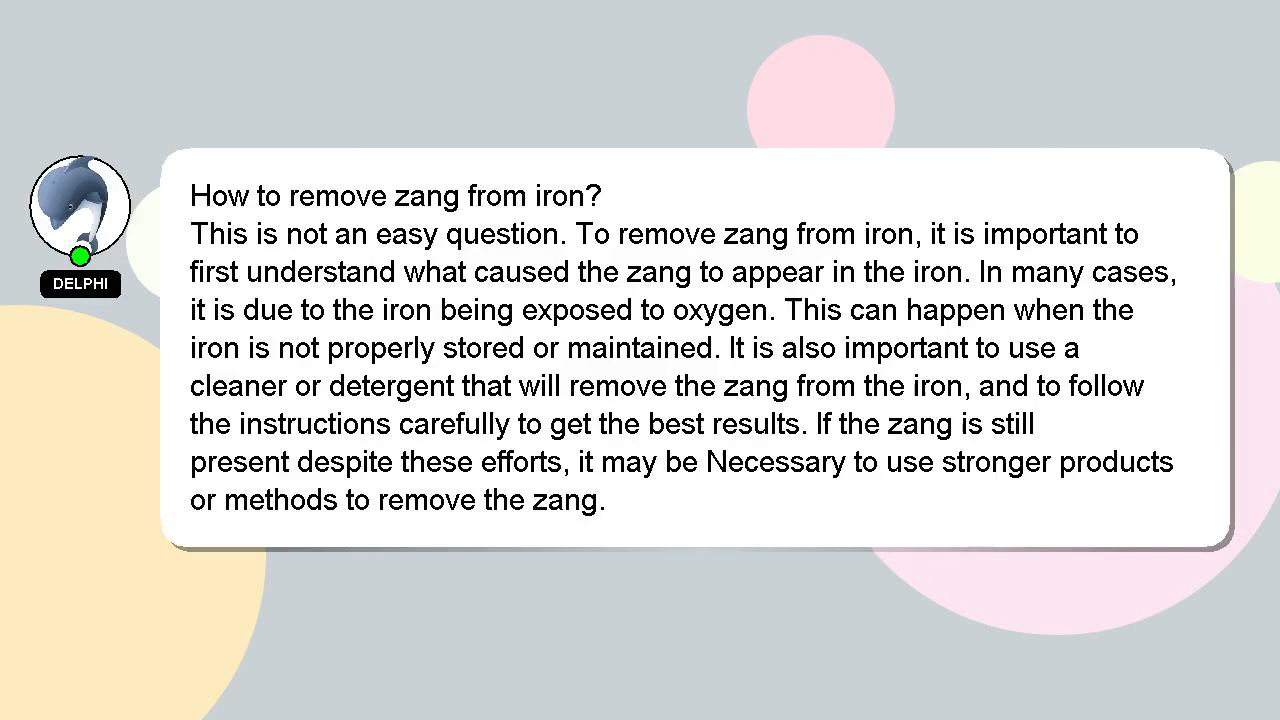 How to remove zang from iron?
This is not an easy question. To remove zang from iron, it is important to
first understand what caused the zang to appear in the iron. In many cases,
it is due to the iron being exposed to oxygen. This can happen when the
iron is not properly stored or maintained. It is also important to use a
cleaner or detergent that will remove the zang from the iron, and to follow
the instructions carefully to get the best results. If the zang is still
present despite these efforts, it may be Necessary to use stronger products
or methods to remove the zang.
DELPHI